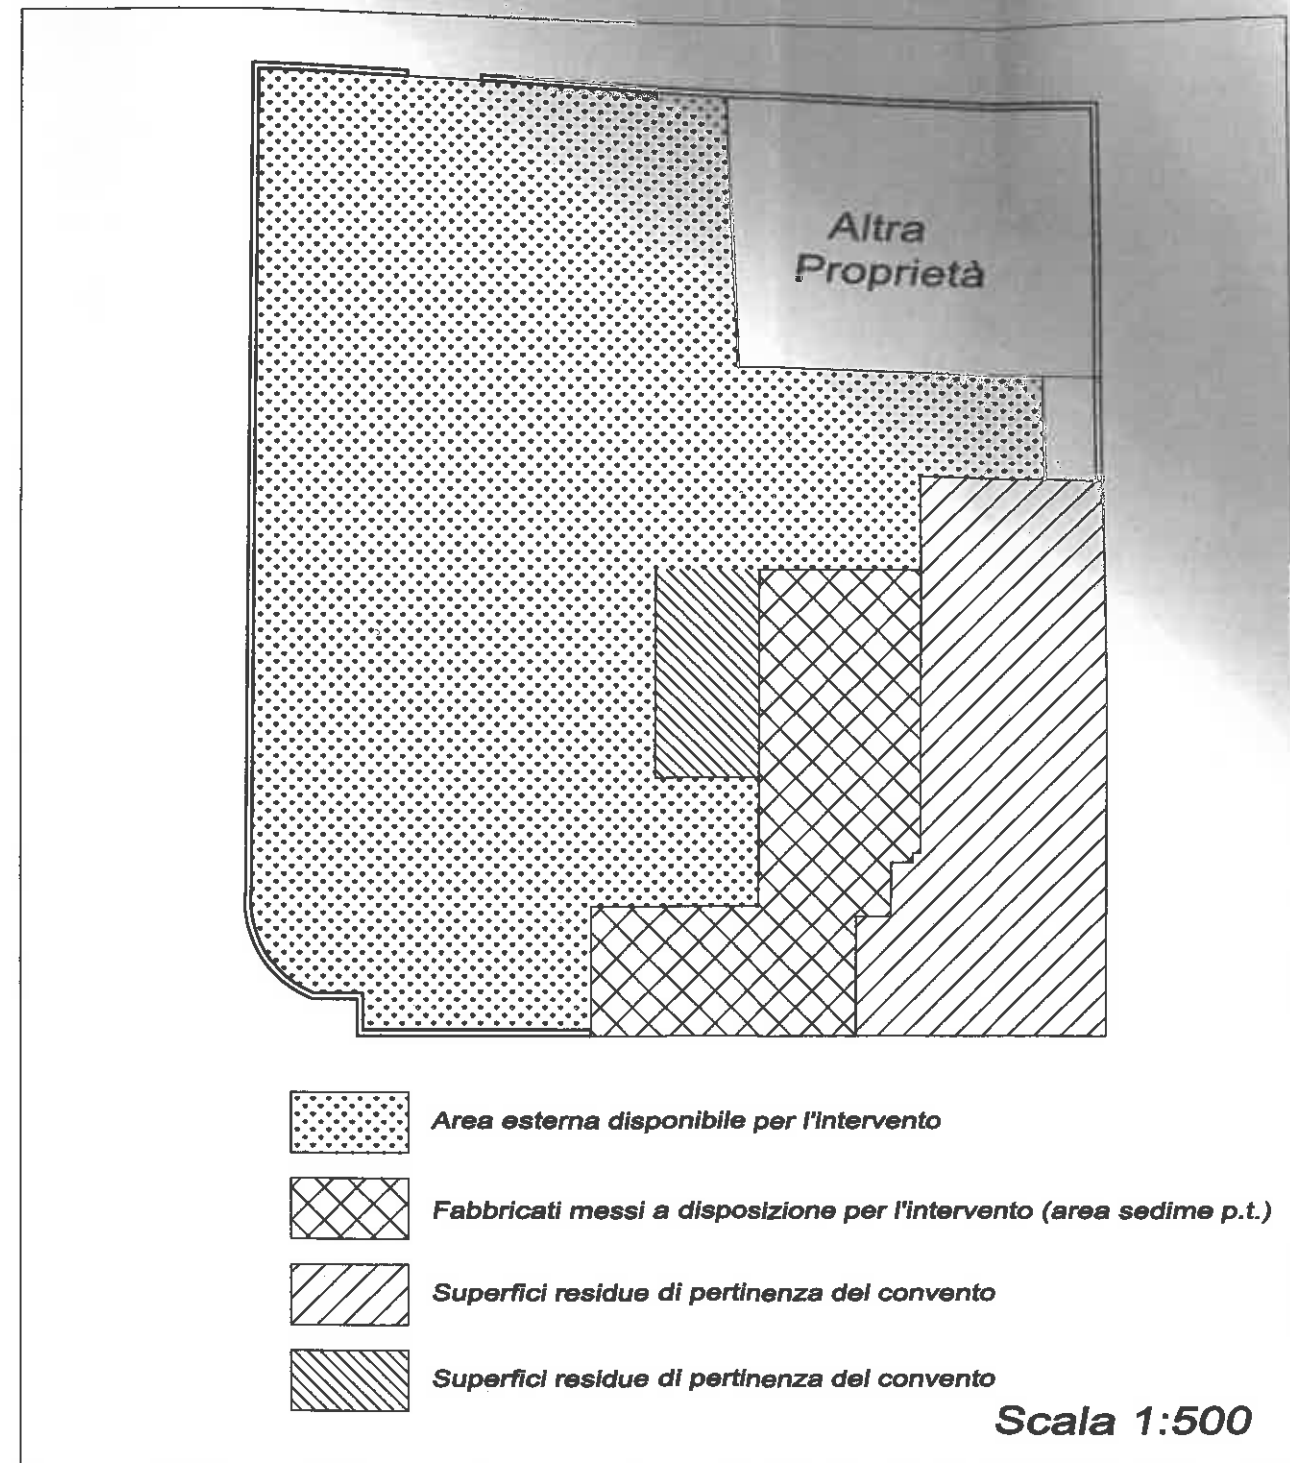 Altra
Proprietà
Area esterna disponibile per l'intervento
Fabbricati messi a disposizione per l'intervento (area sedime p.t.)
Superfici residue di pertinenza del convento
Superfici residue di pertinenza del convento
Scala 1:500